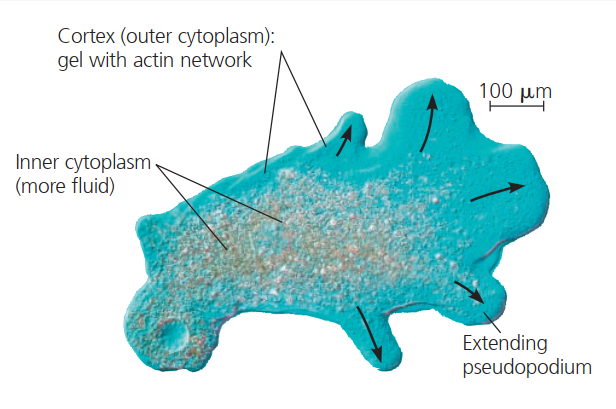 Cortex (outer cytoplasm):
gel with actin network
100 μm
Inner cytoplasm
(more fluid)
Extending
pseudopodium